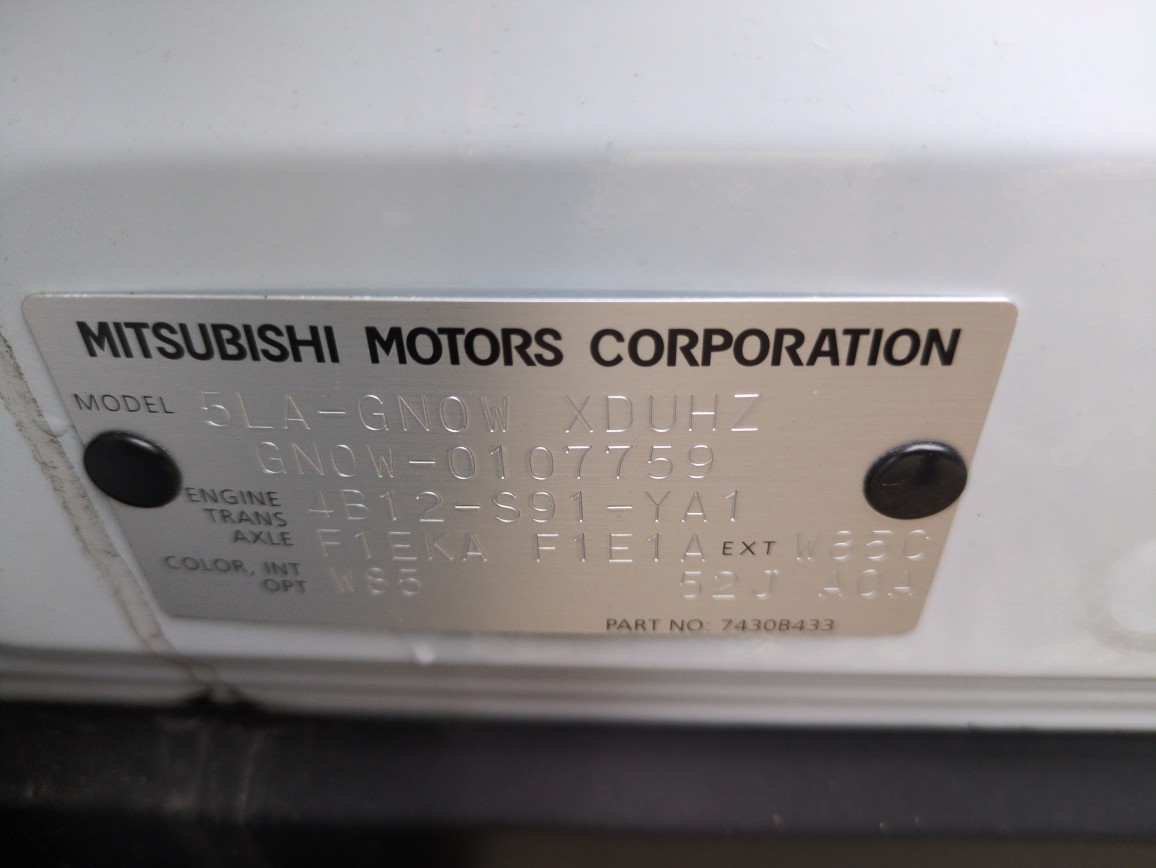 MITSUBISHI MOTORS CORPORATION
MODEL 5LA-GN0W XDUHZ
GN0W-0107759
ENGINE 4B12-S91-YA1
TRANS
AXLE F1EKA F1E1A EXT W85C
COLOR, INT
OPT W85 52J A0A
PART NO: 7430B433